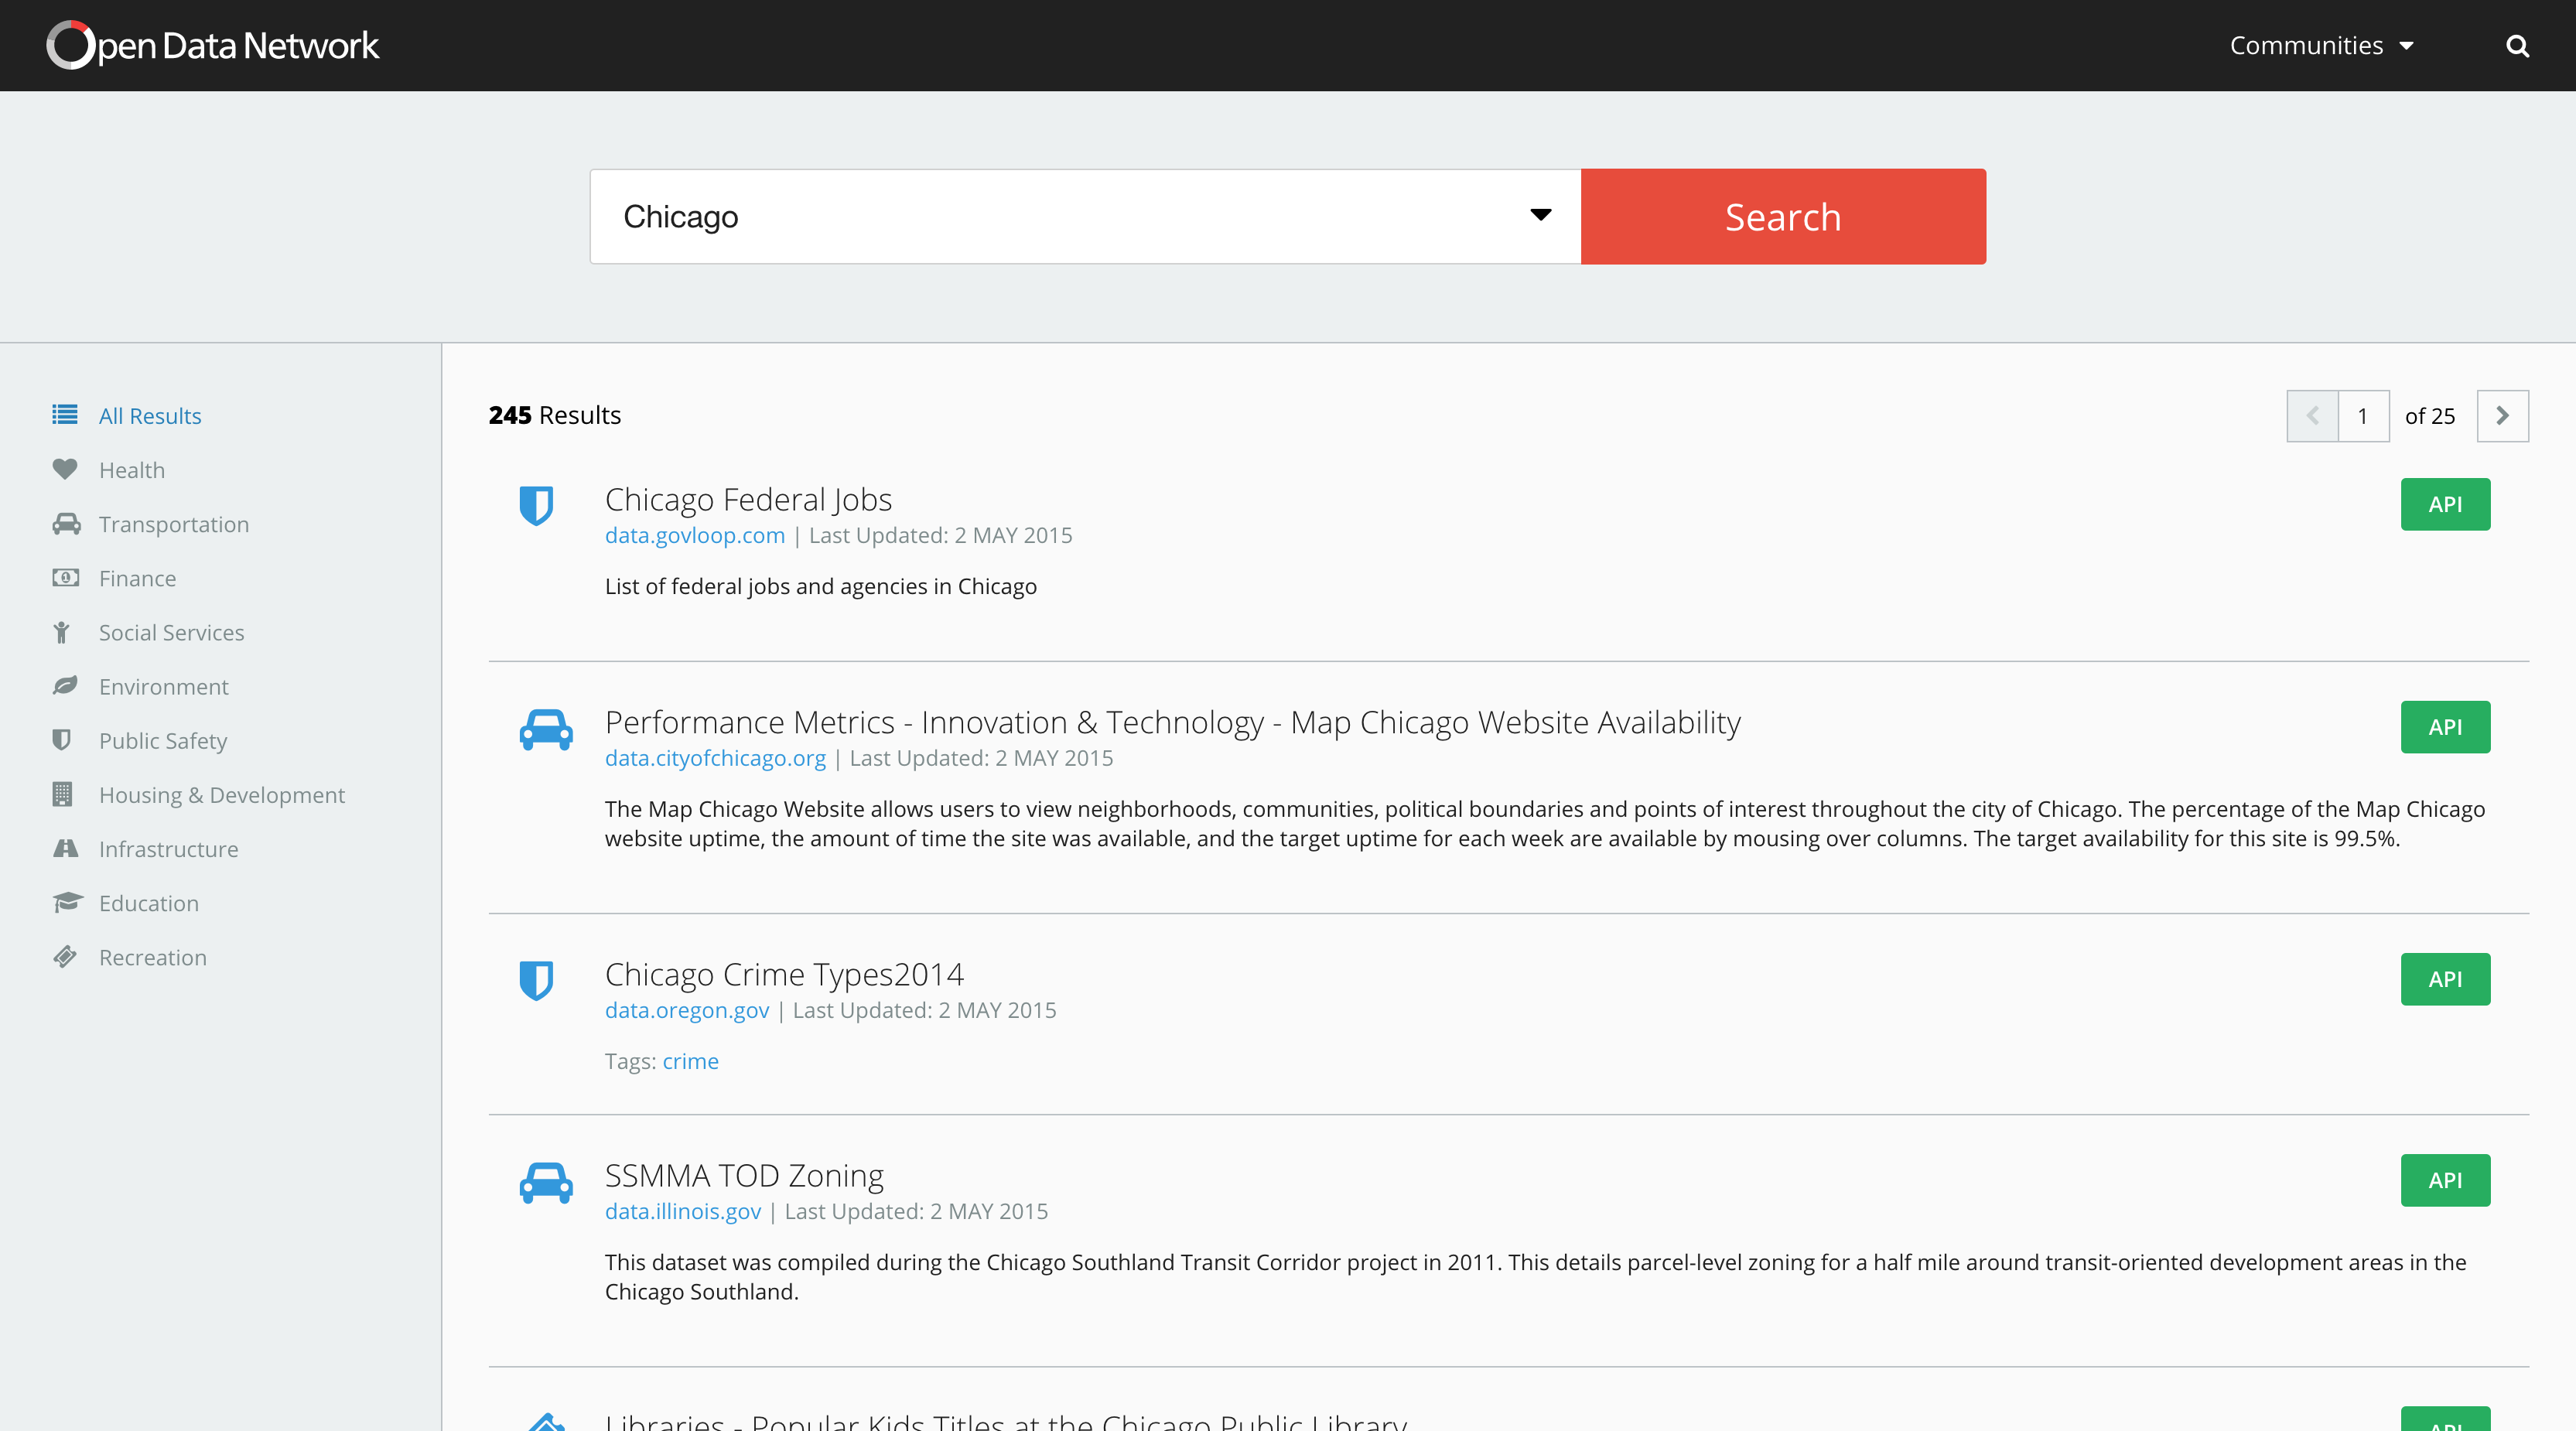 Open Data Network
Communities
Chicago
Search
All Results
Health
Transportation
Finance
Social Services
Environment
Public Safety
Housing & Development
Infrastructure
Education
Recreation
245 Results
1 of 25
Chicago Federal Jobs
API
data.govloop.com | Last Updated: 2 MAY 2015
List of federal jobs and agencies in Chicago
Performance Metrics - Innovation & Technology - Map Chicago Website Availability
API
data.cityofchicago.org | Last Updated: 2 MAY 2015
The Map Chicago Website allows users to view neighborhoods, communities, political boundaries and points of interest throughout the city of Chicago. The percentage of the Map Chicago
website uptime, the amount of time the site was available, and the target uptime for each week are available by mousing over columns. The target availability for this site is 99.5%.
Chicago Crime Types2014
API
data.oregon.gov | Last Updated: 2 MAY 2015
Tags: crime
SSMMA TOD Zoning
API
data.illinois.gov | Last Updated: 2 MAY 2015
This dataset was compiled during the Chicago Southland Transit Corridor project in 2011. This details parcel-level zoning for a half mile around transit-oriented development areas in the
Chicago Southland.
Libraries - Popular Kids Titles at the Chicago Public Library
API